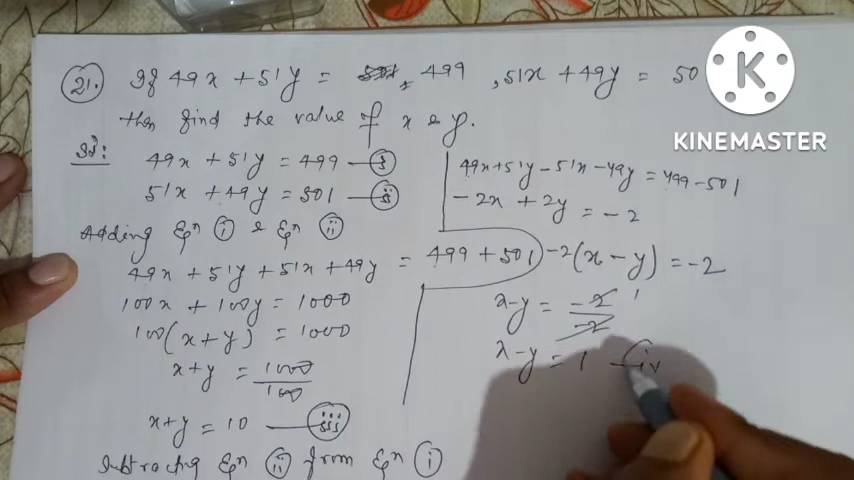 21. If 49x + 51y = 499, 51x + 49y = 50
then find the value of x & y.
Sol:
49x + 51y = 499 — (i)
51x + 49y = 501 — (ii)
Adding Eqn (i) & Eqn (ii)
49x + 51y + 51x + 49y = 499 + 501
100x + 100y = 1000
100(x + y) = 1000
x + y = 1000/100
x + y = 10 — (iii)
Subtracing Eqn (ii) from Eqn (i)
49x + 51y - 51x - 49y = 499 - 501
- 2x + 2y = - 2
-2(x - y) = -2
x - y = -2/-2 1
x - y = 1 — (iv
K
KINEMASTER